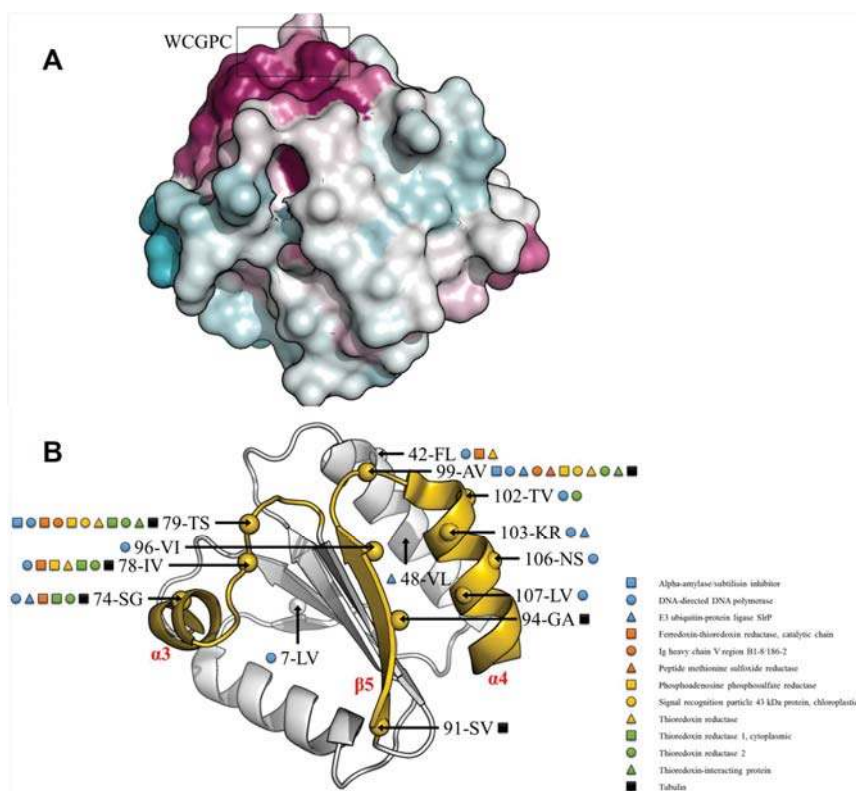 A
WCGPC
B
42-FL
99-AV
102-TV
79-TS
103-KR
96-VI
106-NS
78-IV
48-VL
107-LV
74-SG
94-GA
α3
7-LV
β5
α4
91-SV
Alpha-amylase/subtilisin inhibitor
DNA-directed DNA polymerase
E3 ubiquitin-protein ligase SlrP
Ferredoxin-thioredoxin reductase, catalytic chain
Ig heavy chain V region B1-8/186-2
Peptide methionine sulfoxide reductase
Phosphoadenosine phosphosulfate reductase
Signal recognition particle 43 kDa protein, chloroplastic
Thioredoxin reductase
Thioredoxin reductase 1, cytoplasmic
Thioredoxin reductase 2
Thioredoxin-interacting protein
Tubulin